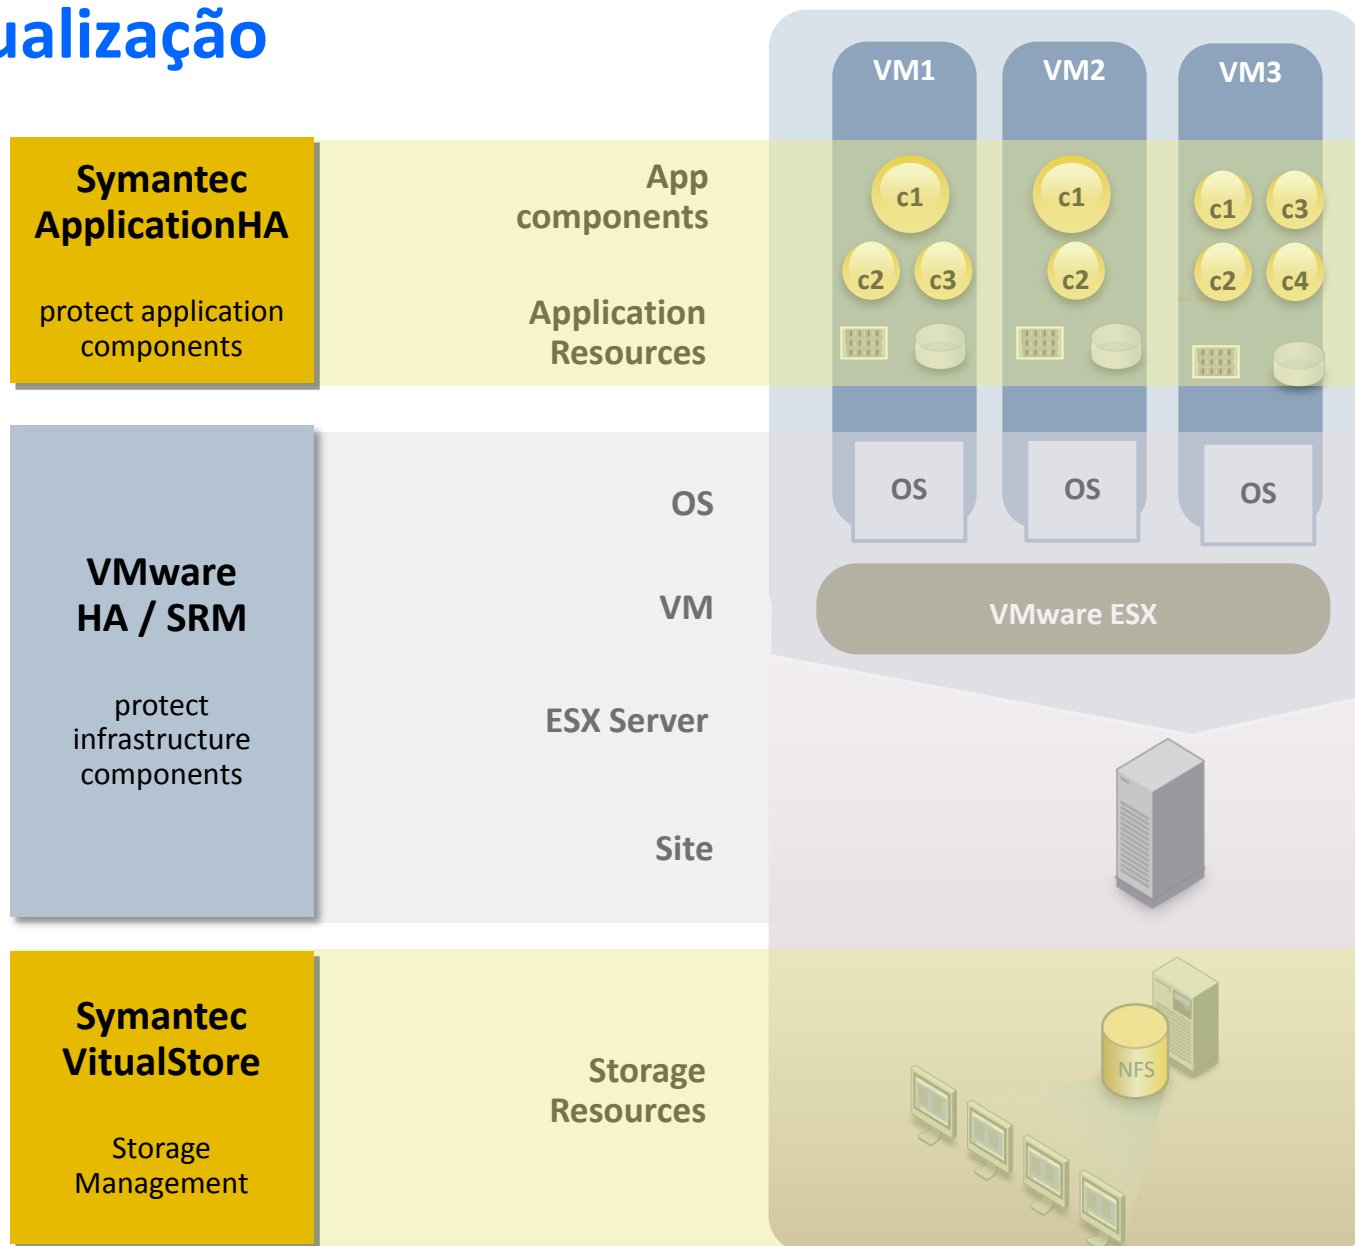 ualização
VM1
VM2
VM3
Symantec
ApplicationHA
protect application
components
App
components
Application
Resources
c1
c2
c3
c1
c2
c1
c3
c2
c4
VMware
HA / SRM
protect
infrastructure
components
OS
VM
ESX Server
Site
OS
OS
OS
VMware ESX
Symantec
VitualStore
Storage
Management
Storage
Resources
NFS